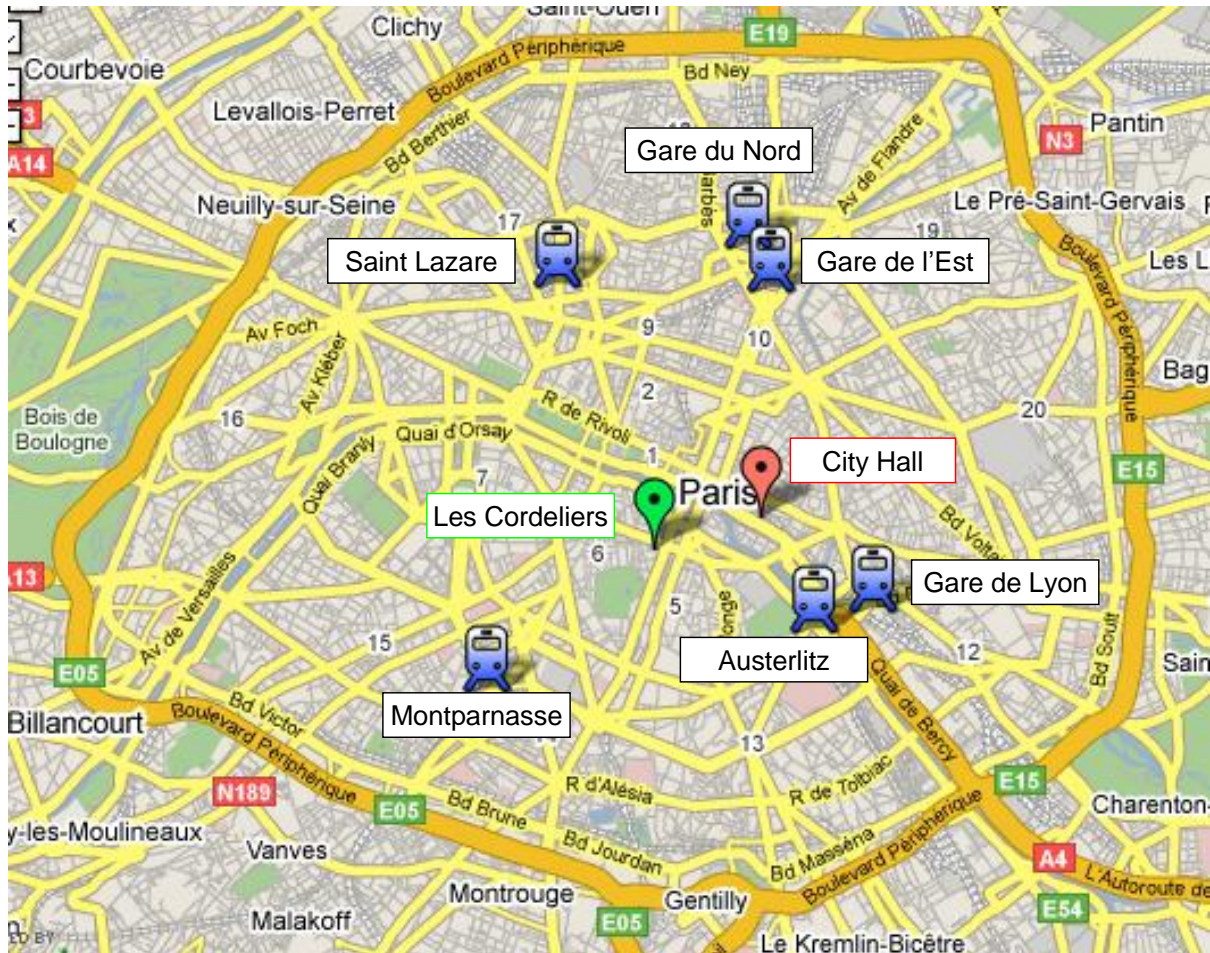 Saint-Ouen
Clichy
E19
Boulevard Périphérique
Courbevoie
Bd Ney
Levallois-Perret
3
N3
Pantin
A14
Bd Berthier
Gare du Nord
18
Barbès
Av de Flandre
Neuilly-sur-Seine
Le Pré-Saint-Gervais
17
19
Saint Lazare
Gare de l'Est
Boulevard Périphérique
Les L
Av Foch
9
10
Av Kléber
Bag
2
16
R de Rivoli
20
Bois de
Boulogne
Quai d'Orsay
Quai Branly
1
City Hall
7
E15
Paris
Les Cordeliers
Bd Volta
6
A13
Gare de Lyon
Av de Versailles
5
Monge
15
Austerlitz
12
Bd Soult
Sain
E05
Montparnasse
Quai de Bercy
Billancourt
Bd Victor
Boulevard Périphérique
13
N189
R d'Alésia
R de Tolbiac
E15
E05
Bd Brune
Charenton-
y-les-Moulineaux
Vanves
Bd Jourdan
Bd Masséna
Boulevard Périphérique
A4
L'Autoroute de
Montrouge
Gentilly
E54
Malakoff
E05
Le Kremlin-Bicêtre